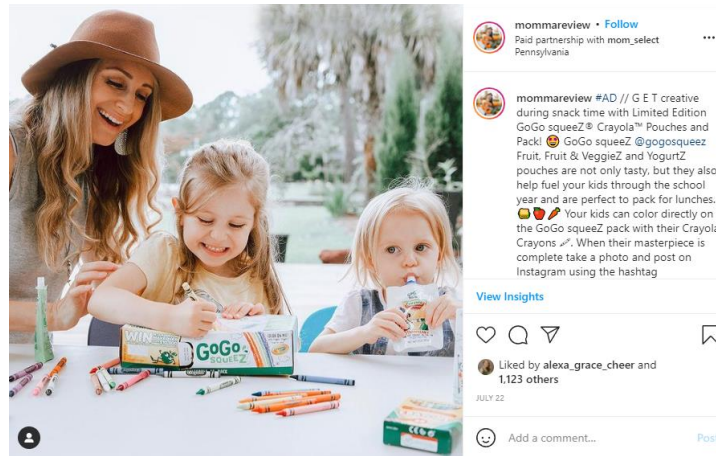 mommareview • Follow
Paid partnership with mom_select
Pennsylvania
mommareview #AD // G E T creative
during snack time with Limited Edition
GoGo squeeZ® Crayola™ Pouches and
Pack! 🤩 GoGo squeeZ @gogosqueez
Fruit, Fruit & VeggieZ and YogurtZ
pouches are not only tasty, but they also
help fuel your kids through the school
year and are perfect to pack for lunches.
🍞🍎🥕 Your kids can color directly on
the GoGo squeeZ pack with their Crayola
Crayons 🖍. When their masterpiece is
complete take a photo and post on
Instagram using the hashtag
View Insights
Liked by alexa_grace_cheer and
1,123 others
JULY 22
Add a comment...
Post
WIN
GoGo
SQUEEZ